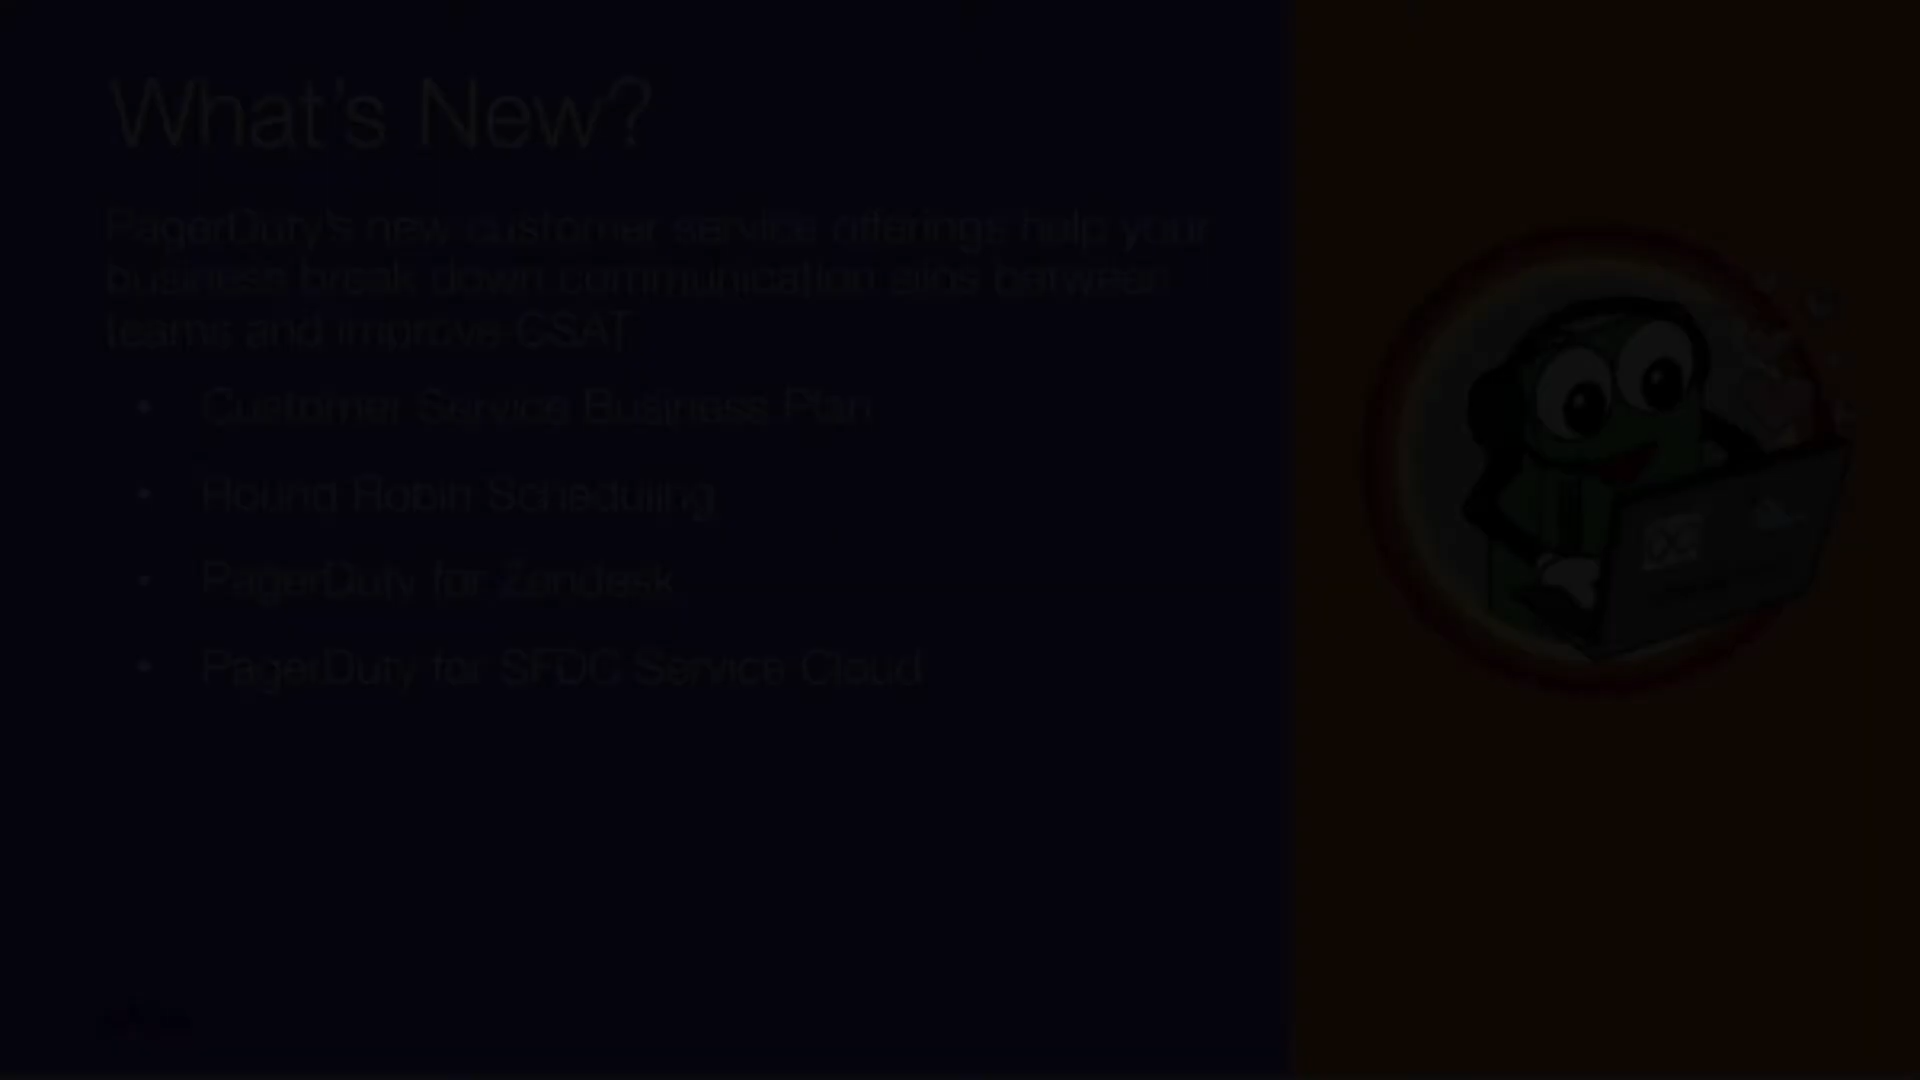 What's New?
PagerDuty's new customer service offerings help your
business break down communication silos between
teams and improve CSAT
• Customer Service Business Plan
• Round Robin Scheduling
• PagerDuty for Zendesk
• PagerDuty for SFDC Service Cloud